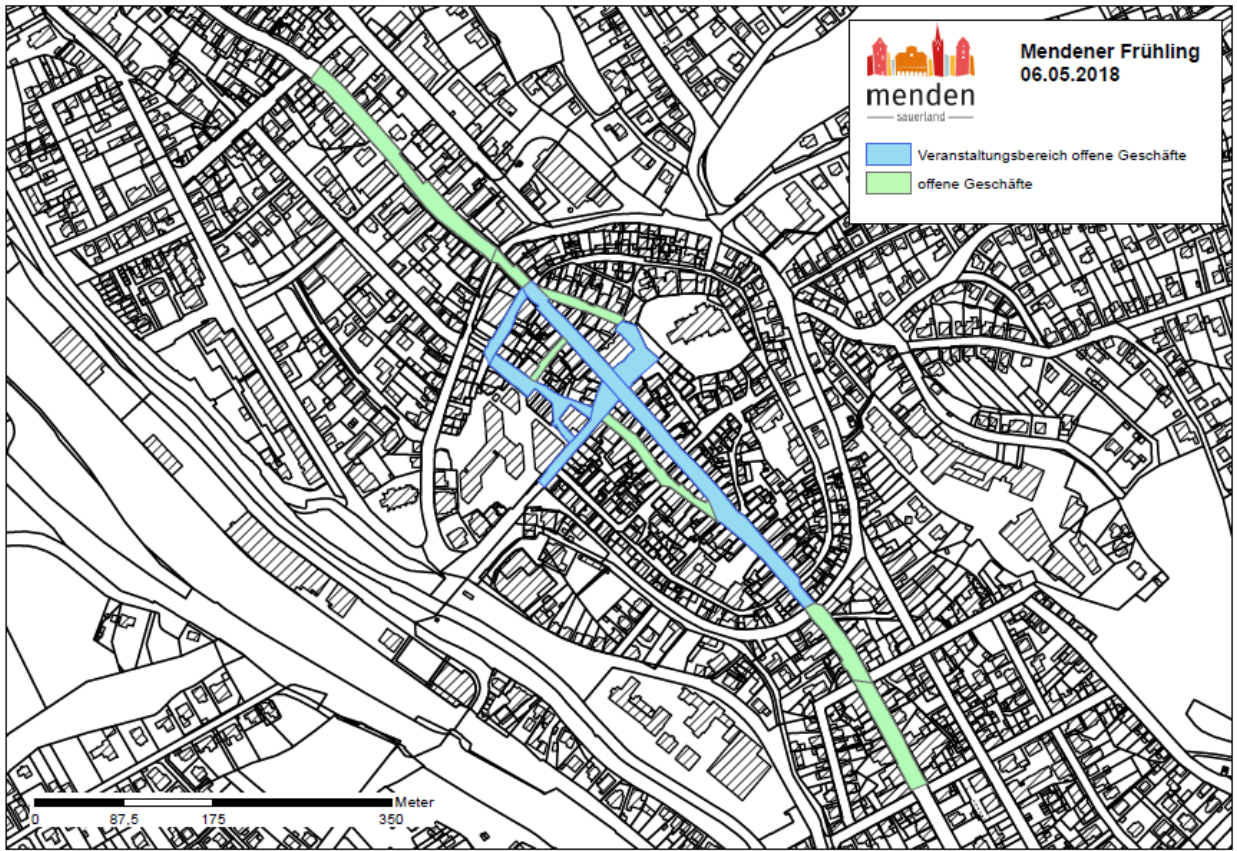 Mendener Frühling
06.05.2018
menden
sauerland
Veranstaltungsbereich offene Geschäfte
offene Geschäfte
Meter
0 87,5 175 350